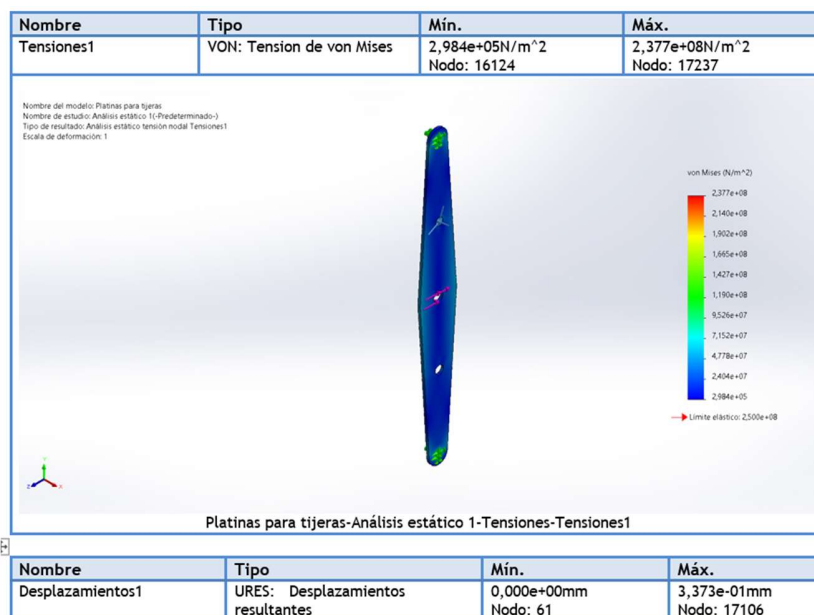 Nombre Tipo Mín. Máx.
Tensiones1 VON: Tension de von Mises 2,984e+05N/m^2 2,377e+08N/m^2
Nodo: 16124 Nodo: 17237
Nombre del modelo: Platinas para tijeras
Nombre de estudio: Análisis estático 1(-Predeterminado-)
Tipo de resultado: Análisis estático tensión nodal Tensiones1
Escala de deformación: 1
von Mises (N/m^2)
2,377e+08
2,140e+08
1,902e+08
1,665e+08
1,427e+08
1,190e+08
9,526e+07
7,152e+07
4,778e+07
2,404e+07
2,984e+05
Límite elástico: 2,500e+08
Y
Z X
Platinas para tijeras-Análisis estático 1-Tensiones-Tensiones1
Nombre Tipo Mín. Máx.
Desplazamientos1 URES: Desplazamientos 0,000e+00mm 3,373e-01mm
resultantes Nodo: 61 Nodo: 17106